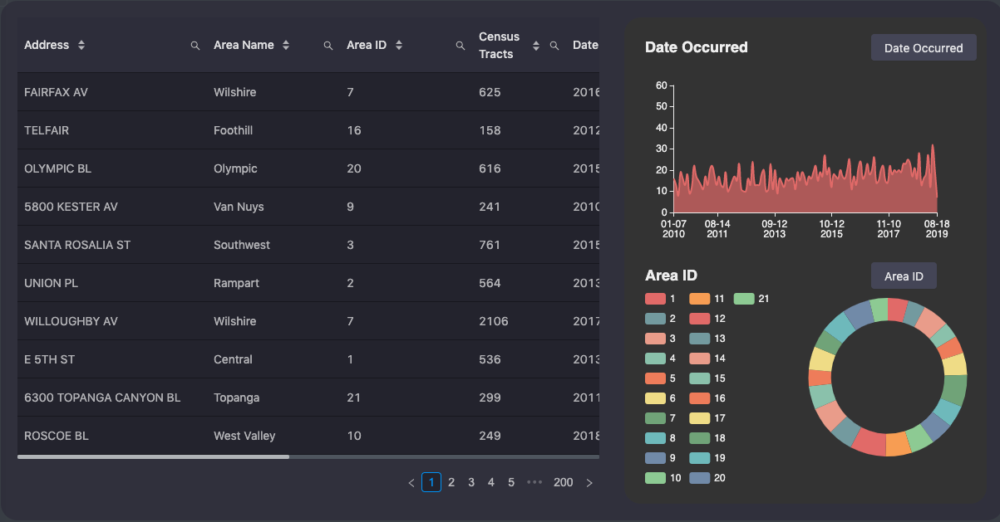 Address Area Name Area ID Census Tracts Date
FAIRFAX AV Wilshire 7 625 2016
TELFAIR Foothill 16 158 2012
OLYMPIC BL Olympic 20 616 2015
5800 KESTER AV Van Nuys 9 241 2010
SANTA ROSALIA ST Southwest 3 761 2015
UNION PL Rampart 2 564 2013
WILLOUGHBY AV Wilshire 7 2106 2017
E 5TH ST Central 1 536 2013
6300 TOPANGA CANYON BL Topanga 21 299 2011
ROSCOE BL West Valley 10 249 2018
< 1 2 3 4 5 ••• 200 >
Date Occurred Date Occurred
60
50
40
30
20
10
0
01-07 08-14 09-12 10-12 11-10 08-18
2010 2011 2013 2015 2017 2019
Area ID Area ID
1 11 21
2 12
3 13
4 14
5 15
6 16
7 17
8 18
9 19
10 20